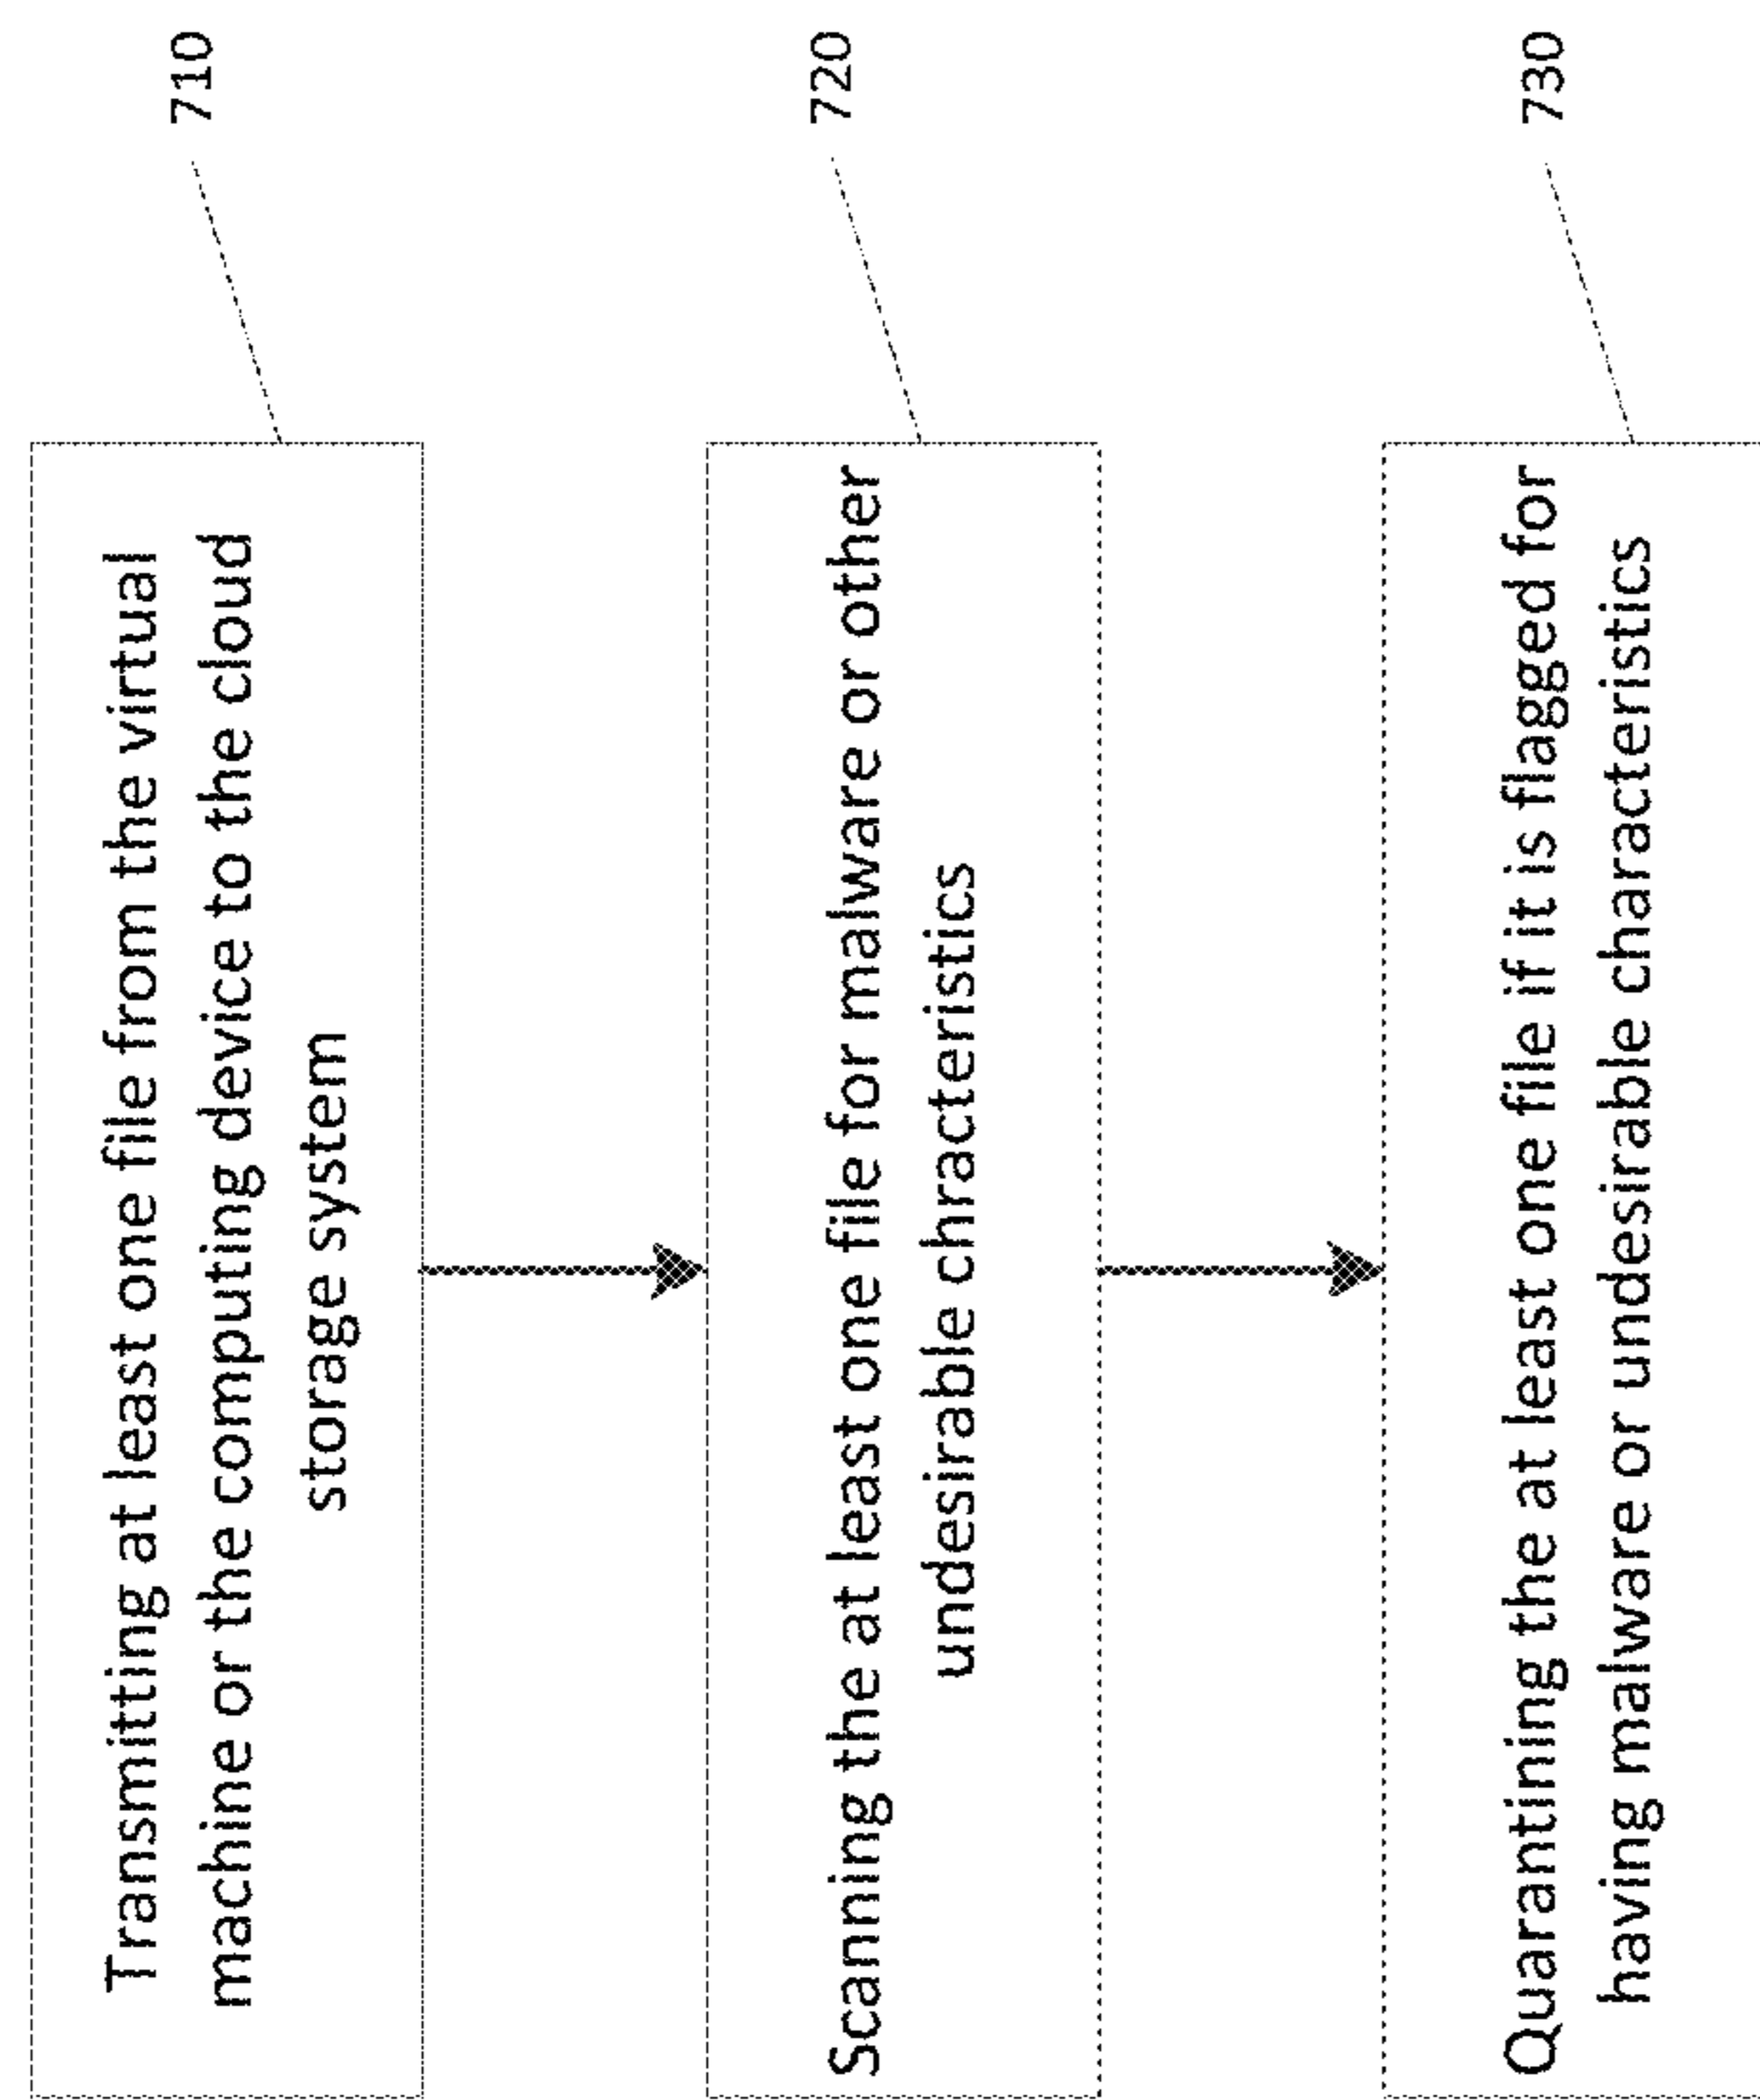 Transmitting at least one file from the virtual
machine or the computing device to the cloud
storage system
710
Scanning the at least one file for malware or other
undesirable chracteristics
720
Quarantining the at least one file if it is flagged for
having malware or undesirable characteristics
730